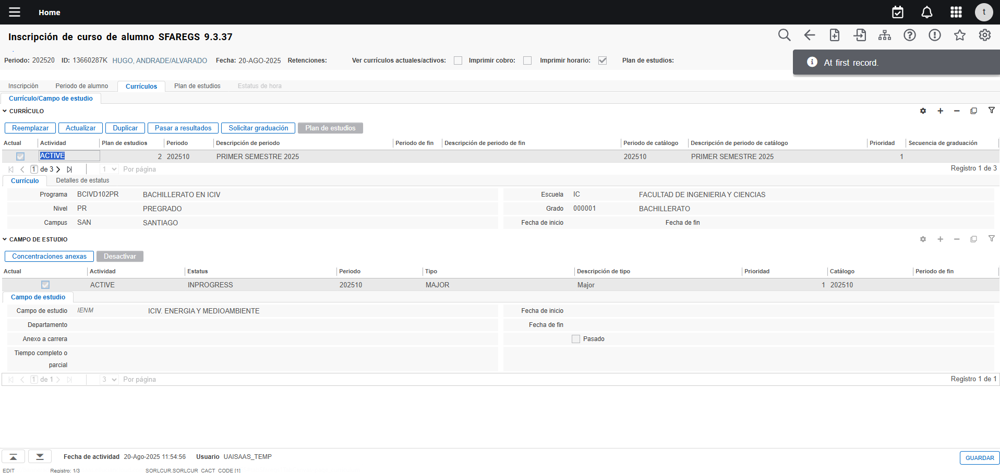 Home
t
Inscripción de curso de alumno SFAREGS 9.3.37
Periodo: 202520 ID: 13660287K HUGO, ANDRADE/ALVARADO Fecha: 20-AGO-2025 Retenciones: Ver currículos actuales/activos: Imprimir cobro: Imprimir horario: Plan de estudios:
At first record.
Inscripción Periodo de alumno Currículos Plan de estudios Estatus de hora
Currículo/Campo de estudio
CURRÍCULO
Reemplazar Actualizar Duplicar Pasar a resultados Solicitar graduación Plan de estudios
Actual Actividad Plan de estudios Periodo Descripción de periodo Periodo de fin Descripción de periodo de fin Periodo de catálogo Descripción de periodo de catálogo Prioridad Secuencia de graduación
ACTIVE 2 202510 PRIMER SEMESTRE 2025 202510 PRIMER SEMESTRE 2025 1
1 de 3 1 Por página Registro 1 de 3
Currículo Detalles de estatus
Programa BCIVD102PR BACHILLERATO EN ICIV Escuela IC FACULTAD DE INGENIERIA Y CIENCIAS
Nivel PR PREGRADO Grado 000001 BACHILLERATO
Campus SAN SANTIAGO Fecha de inicio Fecha de fin
CAMPO DE ESTUDIO
Concentraciones anexas Desactivar
Actual Actividad Estatus Periodo Tipo Descripción de tipo Prioridad Catálogo Periodo de fin
ACTIVE INPROGRESS 202510 MAJOR Major 1 202510
Campo de estudio
Campo de estudio IENM ICIV. ENERGIA Y MEDIOAMBIENTE Fecha de inicio
Departamento Fecha de fin
Anexo a carrera Pasado
Tiempo completo o
parcial
1 de 1 3 Por página Registro 1 de 1
Fecha de actividad 20-Ago-2025 11:54:56 Usuario UAISAAS_TEMP
GUARDAR
EDIT Registro: 1/3 SORLCUR.SORLCUR_CACT_CODE [1]